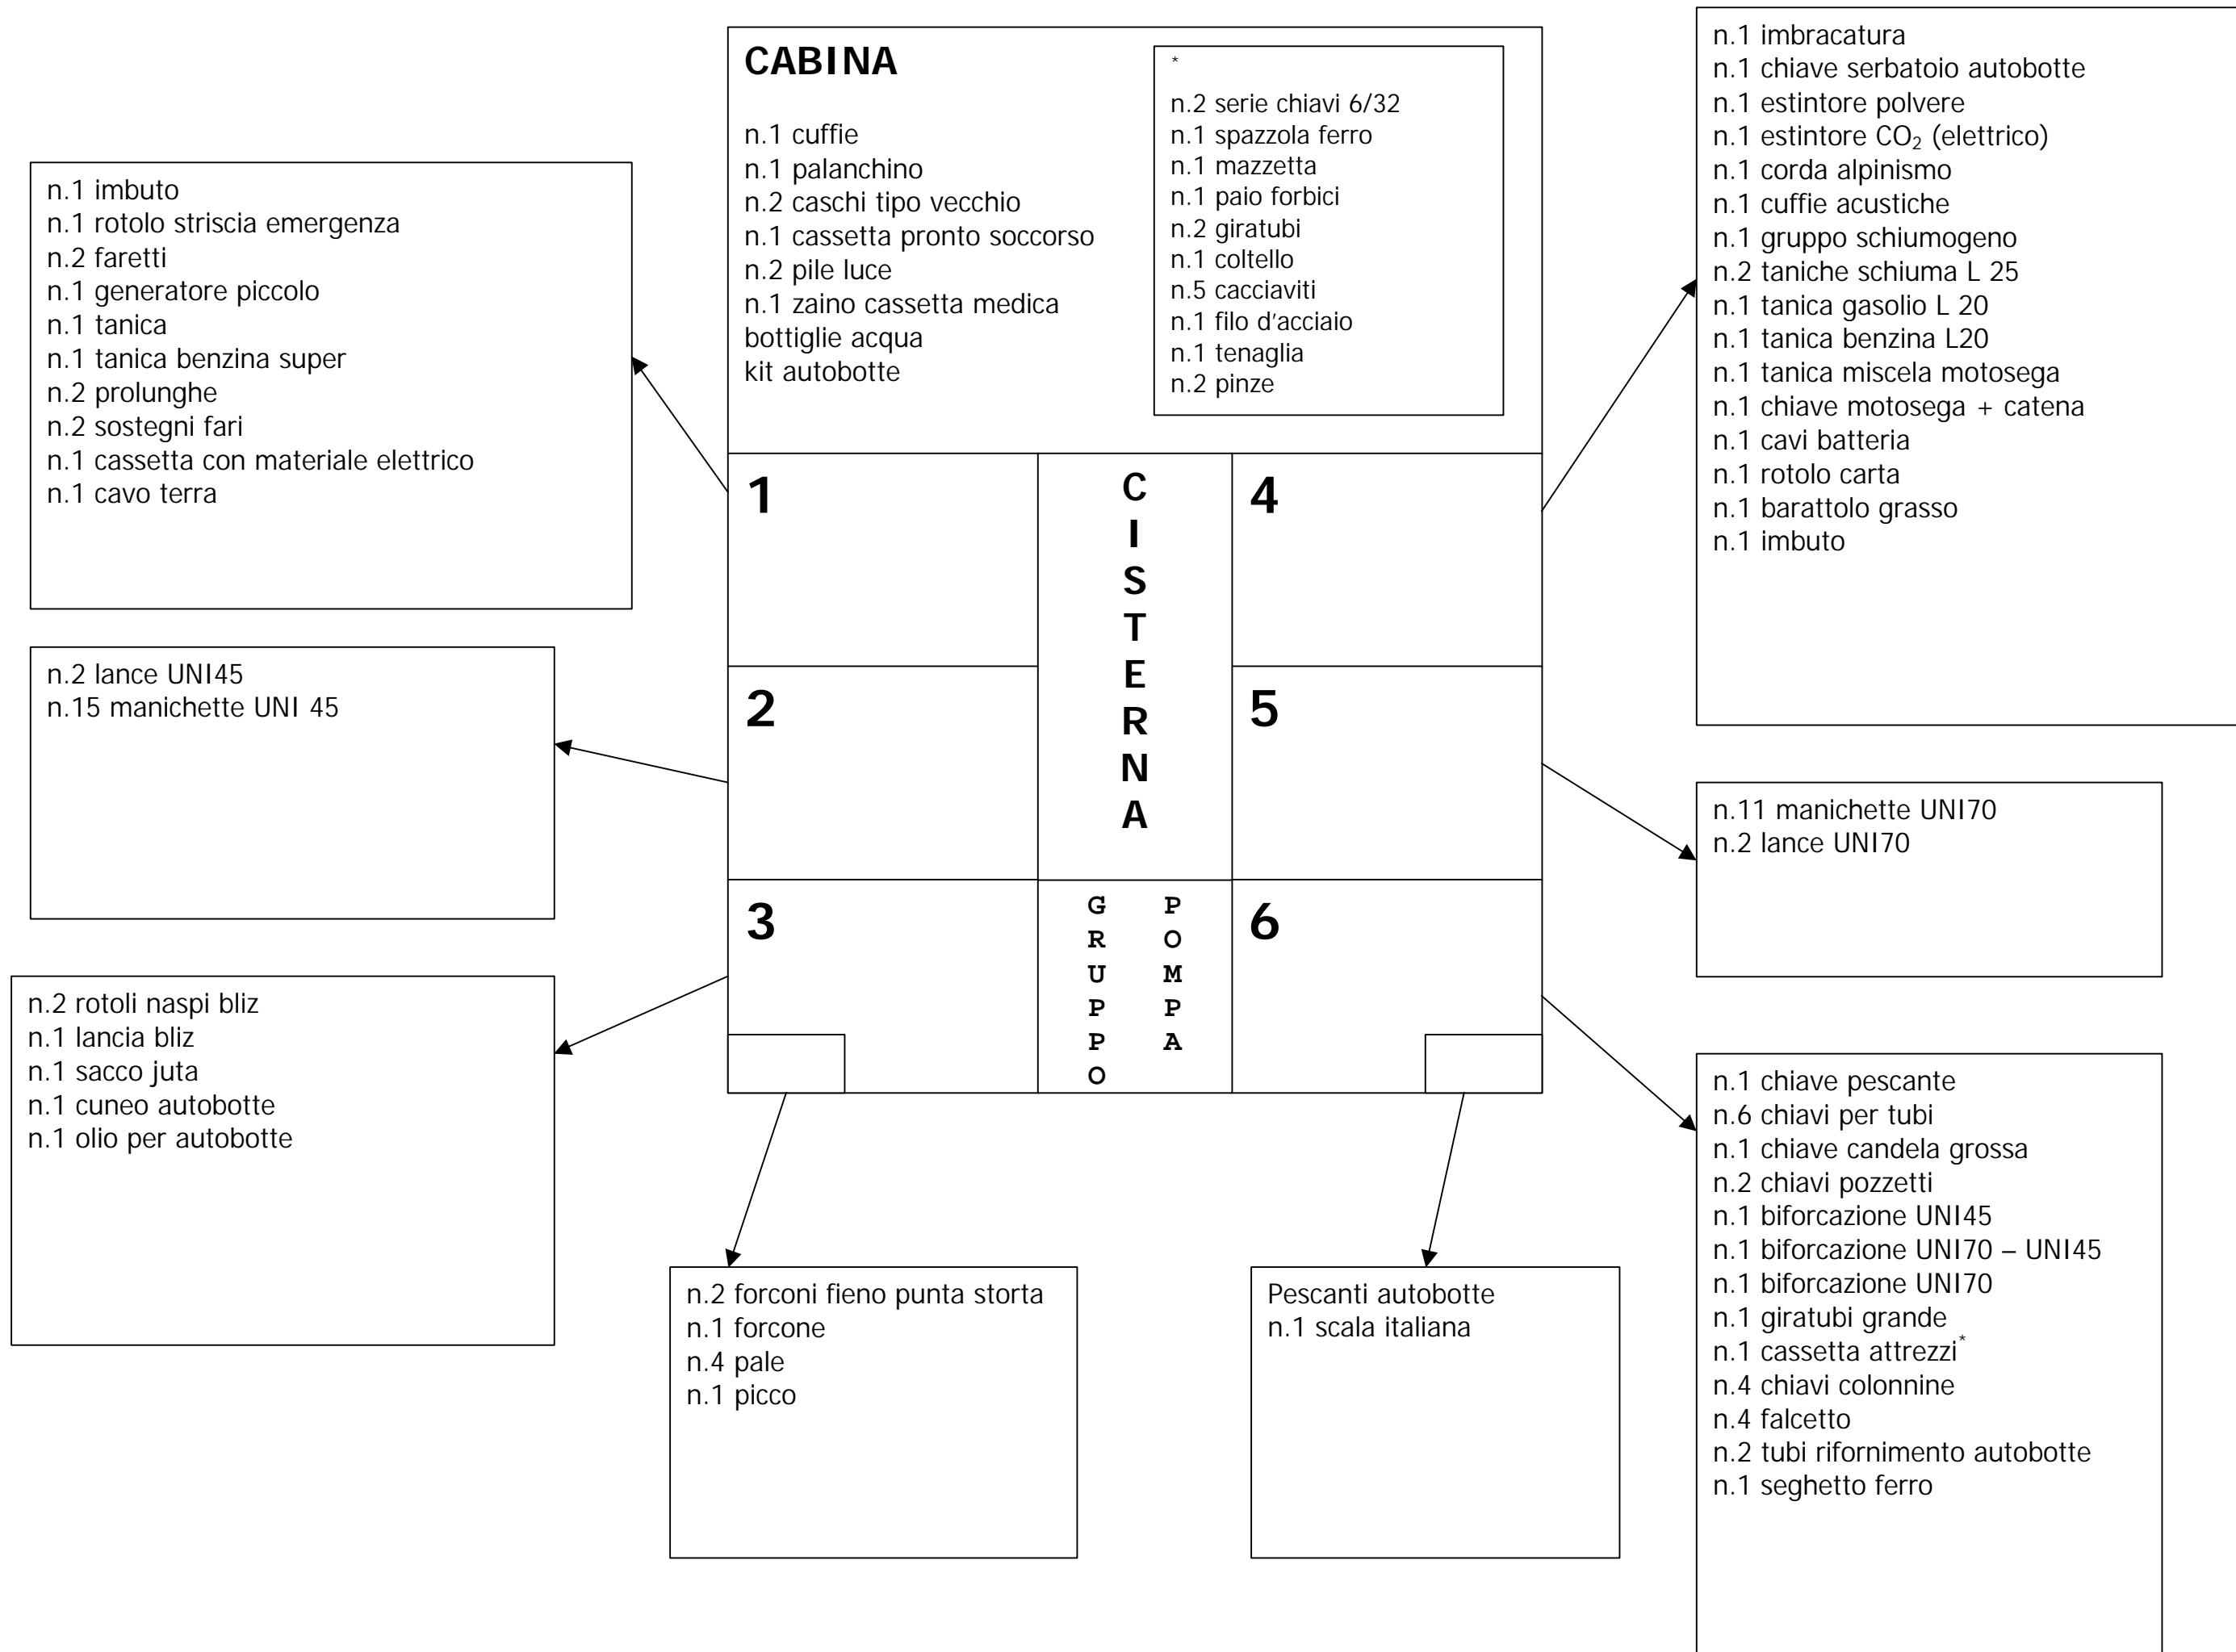 CABINA
n.1 cuffie
n.1 palanchino
n.2 caschi tipo vecchio
n.1 cassetta pronto soccorso
n.2 pile luce
n.1 zaino cassetta medica
bottiglie acqua
kit autobotte
*
n.2 serie chiavi 6/32
n.1 spazzola ferro
n.1 mazzetta
n.1 paio forbici
n.2 giratubi
n.1 coltello
n.5 cacciaviti
n.1 filo d'acciaio
n.1 tenaglia
n.2 pinze
n.1 imbuto
n.1 rotolo striscia emergenza
n.2 faretti
n.1 generatore piccolo
n.1 tanica
n.1 tanica benzina super
n.2 prolunghe
n.2 sostegni fari
n.1 cassetta con materiale elettrico
n.1 cavo terra
n.1 imbracatura
n.1 chiave serbatoio autobotte
n.1 estintore polvere
n.1 estintore CO₂ (elettrico)
n.1 corda alpinismo
n.1 cuffie acustiche
n.1 gruppo schiumogeno
n.2 taniche schiuma L 25
n.1 tanica gasolio L 20
n.1 tanica benzina L20
n.1 tanica miscela motosega
n.1 chiave motosega + catena
n.1 cavi batteria
n.1 rotolo carta
n.1 barattolo grasso
n.1 imbuto
1
CISTERNA
4
2
5
3
GRUPPO
POMPA
6
n.2 lance UNI45
n.15 manichette UNI 45
n.11 manichette UNI70
n.2 lance UNI70
n.2 rotoli naspi bliz
n.1 lancia bliz
n.1 sacco juta
n.1 cuneo autobotte
n.1 olio per autobotte
n.2 forconi fieno punta storta
n.1 forcone
n.4 pale
n.1 picco
Pescanti autobotte
n.1 scala italiana
n.1 chiave pescante
n.6 chiavi per tubi
n.1 chiave candela grossa
n.2 chiavi pozzetti
n.1 biforcazione UNI45
n.1 biforcazione UNI70 – UNI45
n.1 biforcazione UNI70
n.1 giratubi grande
n.1 cassetta attrezzi*
n.4 chiavi colonnine
n.4 falcetto
n.2 tubi rifornimento autobotte
n.1 seghetto ferro